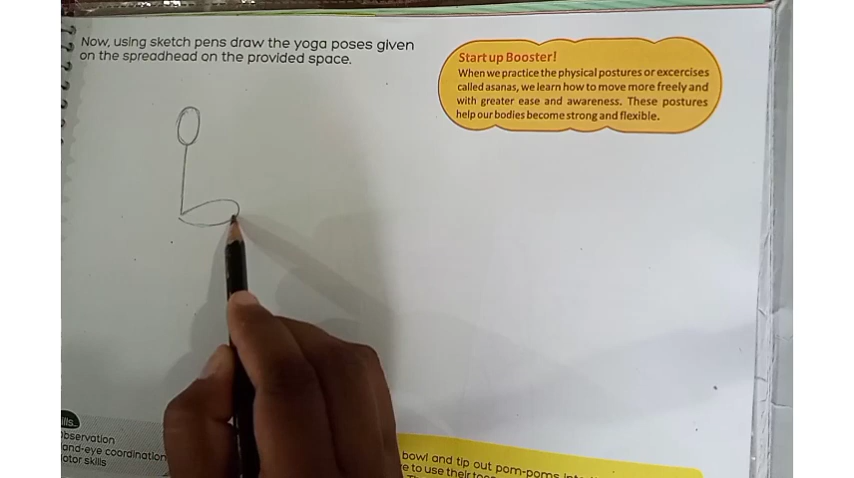 Now, using sketch pens draw the yoga poses given
on the spreadhead on the provided space.
Start up Booster!
When we practice the physical postures or excercises
called asanas, we learn how to move more freely and
with greater ease and awareness. These postures
help our bodies become strong and flexible.
observation
and-eye coordination
otor skills
bowl and tip out pom-poms
e to use their